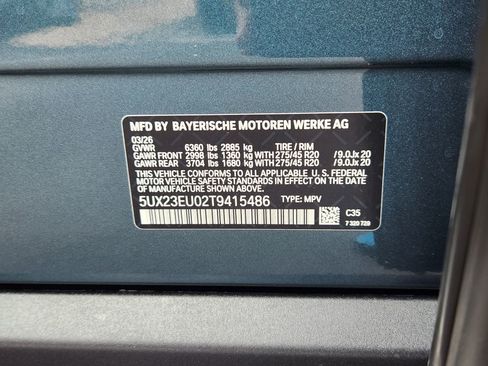 MFD BY BAYERISCHE MOTOREN WERKE AG
03/26
GVWR 6360 lbs 2885 kg TIRE / RIM
GAWR FRONT 2998 lbs 1360 kg WITH 275/45 R20 / 9.0Jx 20
GAWR REAR 3704 lbs 1680 kg WITH 275/45 R20 / 9.0Jx 20
THIS VEHICLE CONFORMS TO ALL APPLICABLE U. S. FEDERAL
MOTOR VEHICLE SAFETY AND THEFT PREVENTION STANDARDS
IN EFFECT ON THE DATE OF MANUFACTURE SHOWN ABOVE.
5UX23EU02T9415486 TYPE: MPV
C35
7 320 729